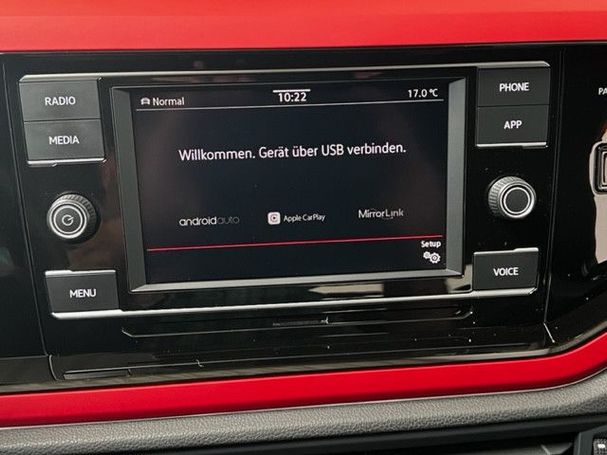 RADIO
MEDIA
MENU
Normal
10:22
17.0 °C
Willkommen. Gerät über USB verbinden.
androidauto
Apple CarPlay
MirrorLink
Setup
PHONE
APP
VOICE